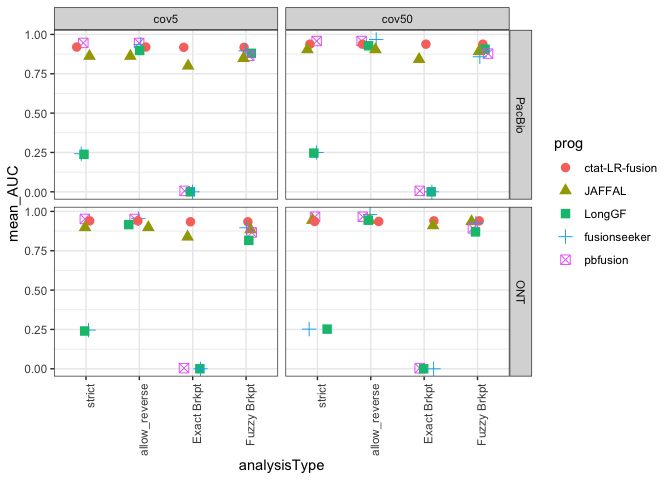 cov5
cov50
1.00
0.75
0.50
0.25
0.00
PacBio
1.00
0.75
0.50
0.25
0.00
ONT
mean_AUC
strict
allow_reverse
Exact Brkpt
Fuzzy Brkpt
strict
allow_reverse
Exact Brkpt
Fuzzy Brkpt
analysisType
prog
ctat-LR-fusion
JAFFAL
LongGF
fusionseeker
pbfusion